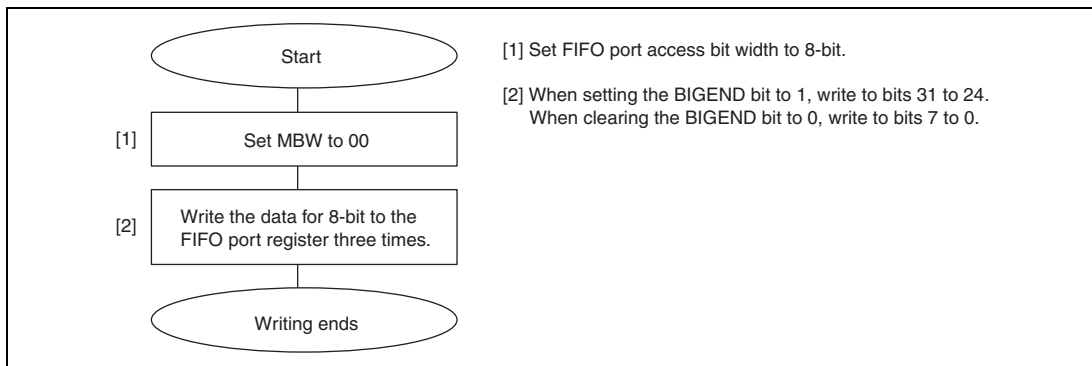 Start
[1] Set MBW to 00
[2] Write the data for 8-bit to the
FIFO port register three times.
Writing ends
[1] Set FIFO port access bit width to 8-bit.
[2] When setting the BIGEND bit to 1, write to bits 31 to 24.
When clearing the BIGEND bit to 0, write to bits 7 to 0.